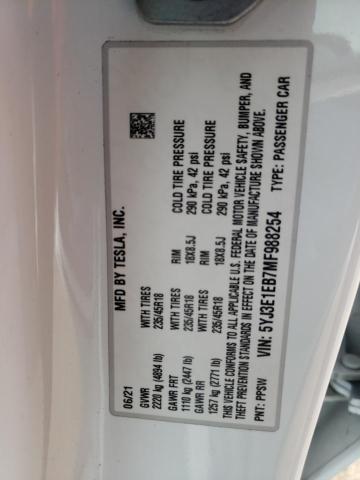 MFD BY TESLA, INC.
06/21
GVWR
2220 kg (4894 lb)
GAWR FRT WITH TIRES RIM COLD TIRE PRESSURE
1110 kg (2447 lb) 235/45R18 18X8.5J 290 kPa, 42 psi
GAWR RR WITH TIRES RIM COLD TIRE PRESSURE
1257 kg (2771 lb) 235/45R18 18X8.5J 290 kPa, 42 psi
THIS VEHICLE CONFORMS TO ALL APPLICABLE U.S. FEDERAL MOTOR VEHICLE SAFETY, BUMPER, AND
THEFT PREVENTION STANDARDS IN EFFECT ON THE DATE OF MANUFACTURE SHOWN ABOVE.
VIN: 5YJ3E1EB7MF988254
PNT: PPSW TYPE: PASSENGER CAR